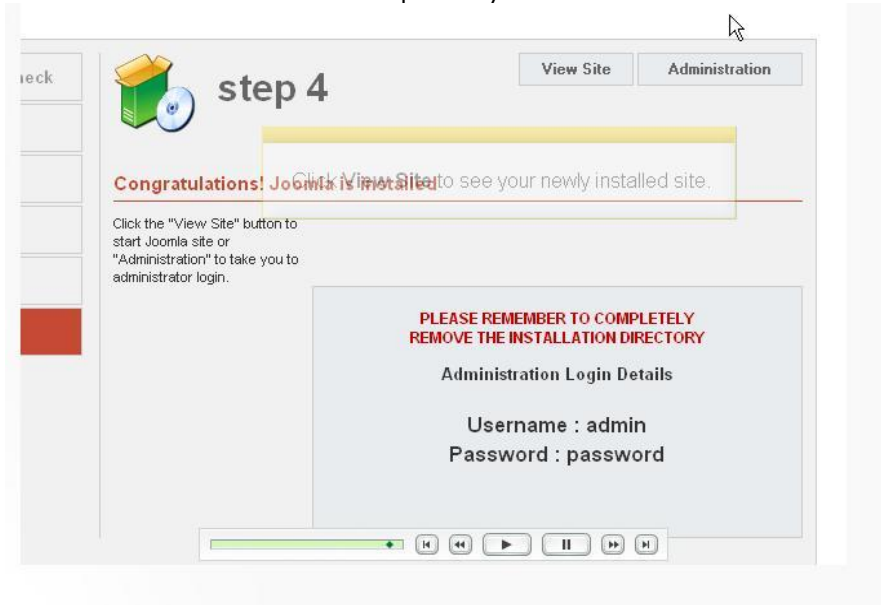 ieck
step 4
View Site
Administration
Click View Site to see your newly installed site.
Congratulations! Joomla is installed
Click the "View Site" button to
start Joomla site or
"Administration" to take you to
administrator login.
PLEASE REMEMBER TO COMPLETELY
REMOVE THE INSTALLATION DIRECTORY
Administration Login Details
Username : admin
Password : password